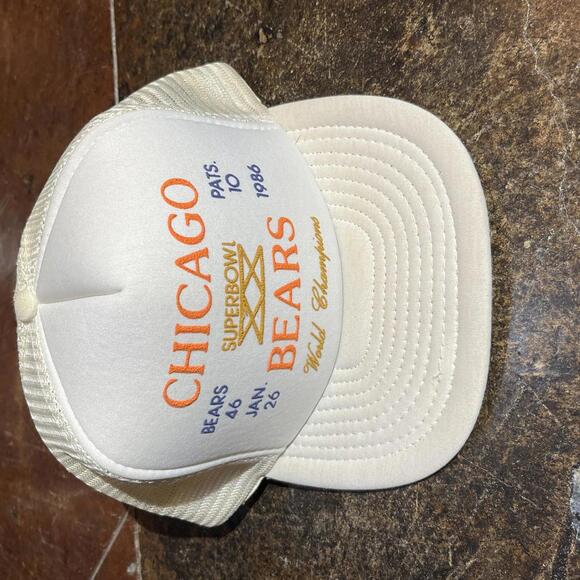 CHICAGO
BEARS 46 SUPERBOWL PATS. 10
XX
JAN. 26 BEARS 1986
World Champions